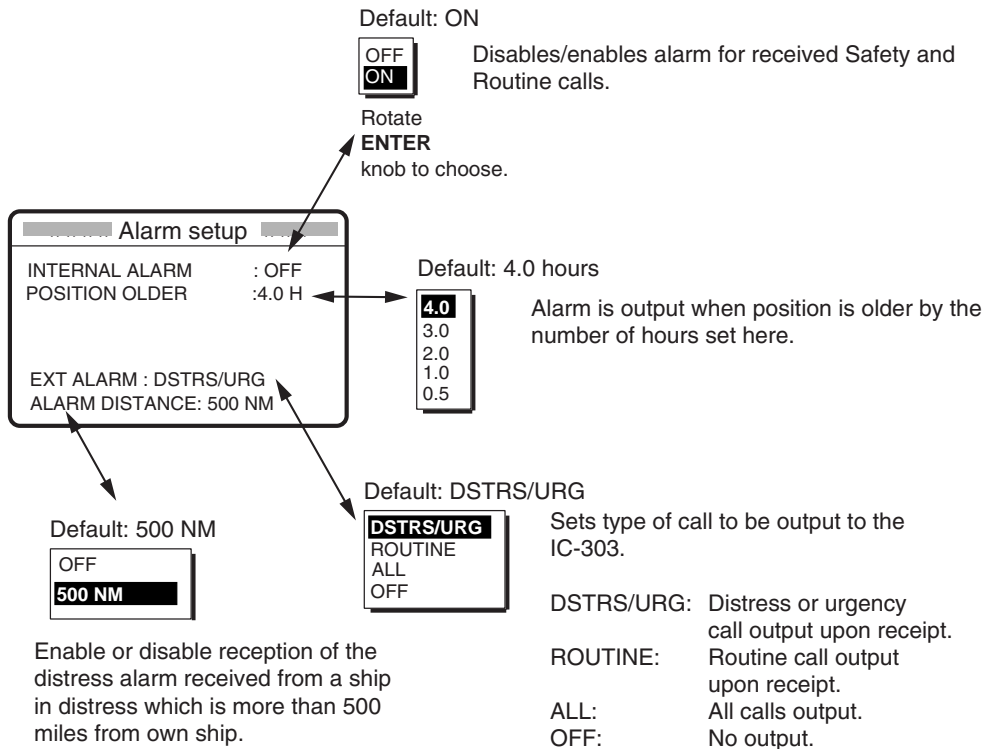 Default: ON
OFF
ON
Disables/enables alarm for received Safety and
Routine calls.
Rotate
ENTER
knob to choose.
Alarm setup
INTERNAL ALARM : OFF
POSITION OLDER :4.0 H
EXT ALARM : DSTRS/URG
ALARM DISTANCE: 500 NM
Default: 4.0 hours
4.0
3.0
2.0
1.0
0.5
Alarm is output when position is older by the
number of hours set here.
Default: 500 NM
OFF
500 NM
Enable or disable reception of the
distress alarm received from a ship
in distress which is more than 500
miles from own ship.
Default: DSTRS/URG
DSTRS/URG
ROUTINE
ALL
OFF
Sets type of call to be output to the
IC-303.
DSTRS/URG: Distress or urgency
call output upon receipt.
ROUTINE: Routine call output
upon receipt.
ALL: All calls output.
OFF: No output.